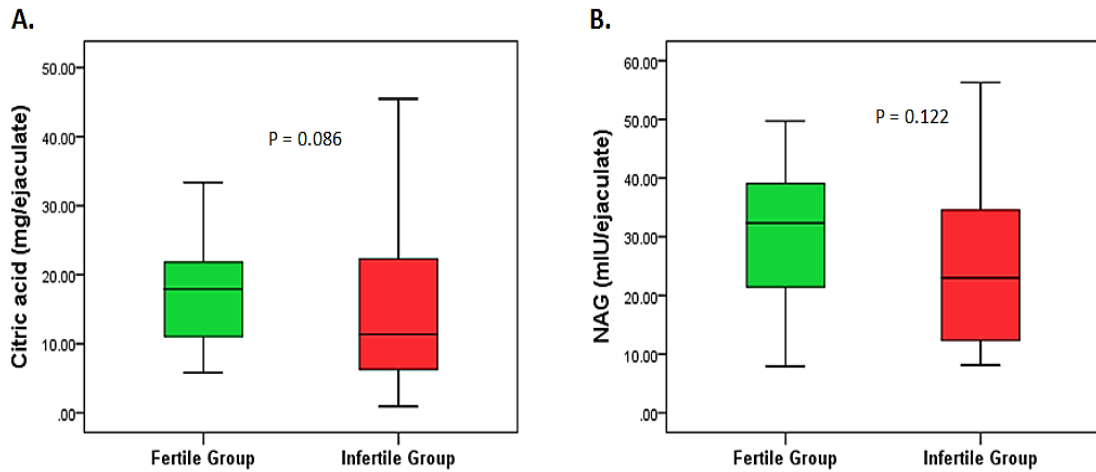 A.
Citric acid (mg/ejaculate)
50.00
40.00
30.00
20.00
10.00
.00
P = 0.086
Fertile Group
Infertile Group
B.
NAG (mIU/ejaculate)
60.00
50.00
40.00
30.00
20.00
10.00
.00
P = 0.122
Fertile Group
Infertile Group